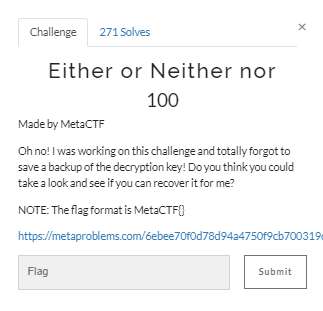 Challenge
271 Solves
×
Either or Neither nor
100
Made by MetaCTF
Oh no! I was working on this challenge and totally forgot to
save a backup of the decryption key! Do you think you could
take a look and see if you can recover it for me?
NOTE: The flag format is MetaCTF{}
https://metaproblems.com/6ebee70f0d78d94a4750f9cb700319
Flag
Submit